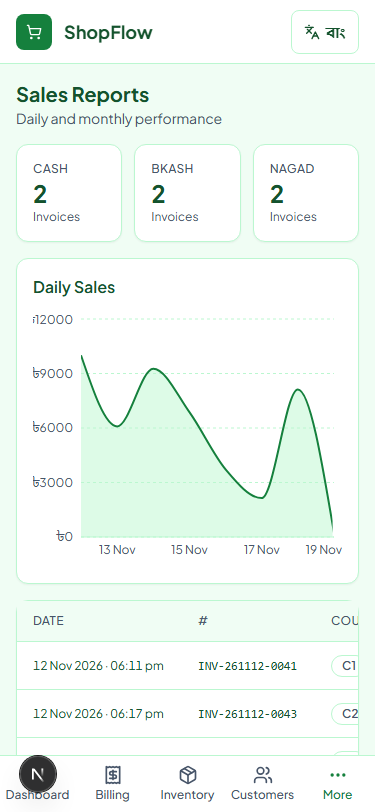 ShopFlow
বাং
Sales Reports
Daily and monthly performance
CASH
2
Invoices
BKASH
2
Invoices
NAGAD
2
Invoices
Daily Sales
৳12000
৳9000
৳6000
৳3000
৳0
13 Nov
15 Nov
17 Nov
19 Nov
DATE # COU
12 Nov 2026 · 06:11 pm INV-261112-0041 C1
12 Nov 2026 · 06:17 pm INV-261112-0043 C2
N
Dashboard
Billing
Inventory
Customers
More